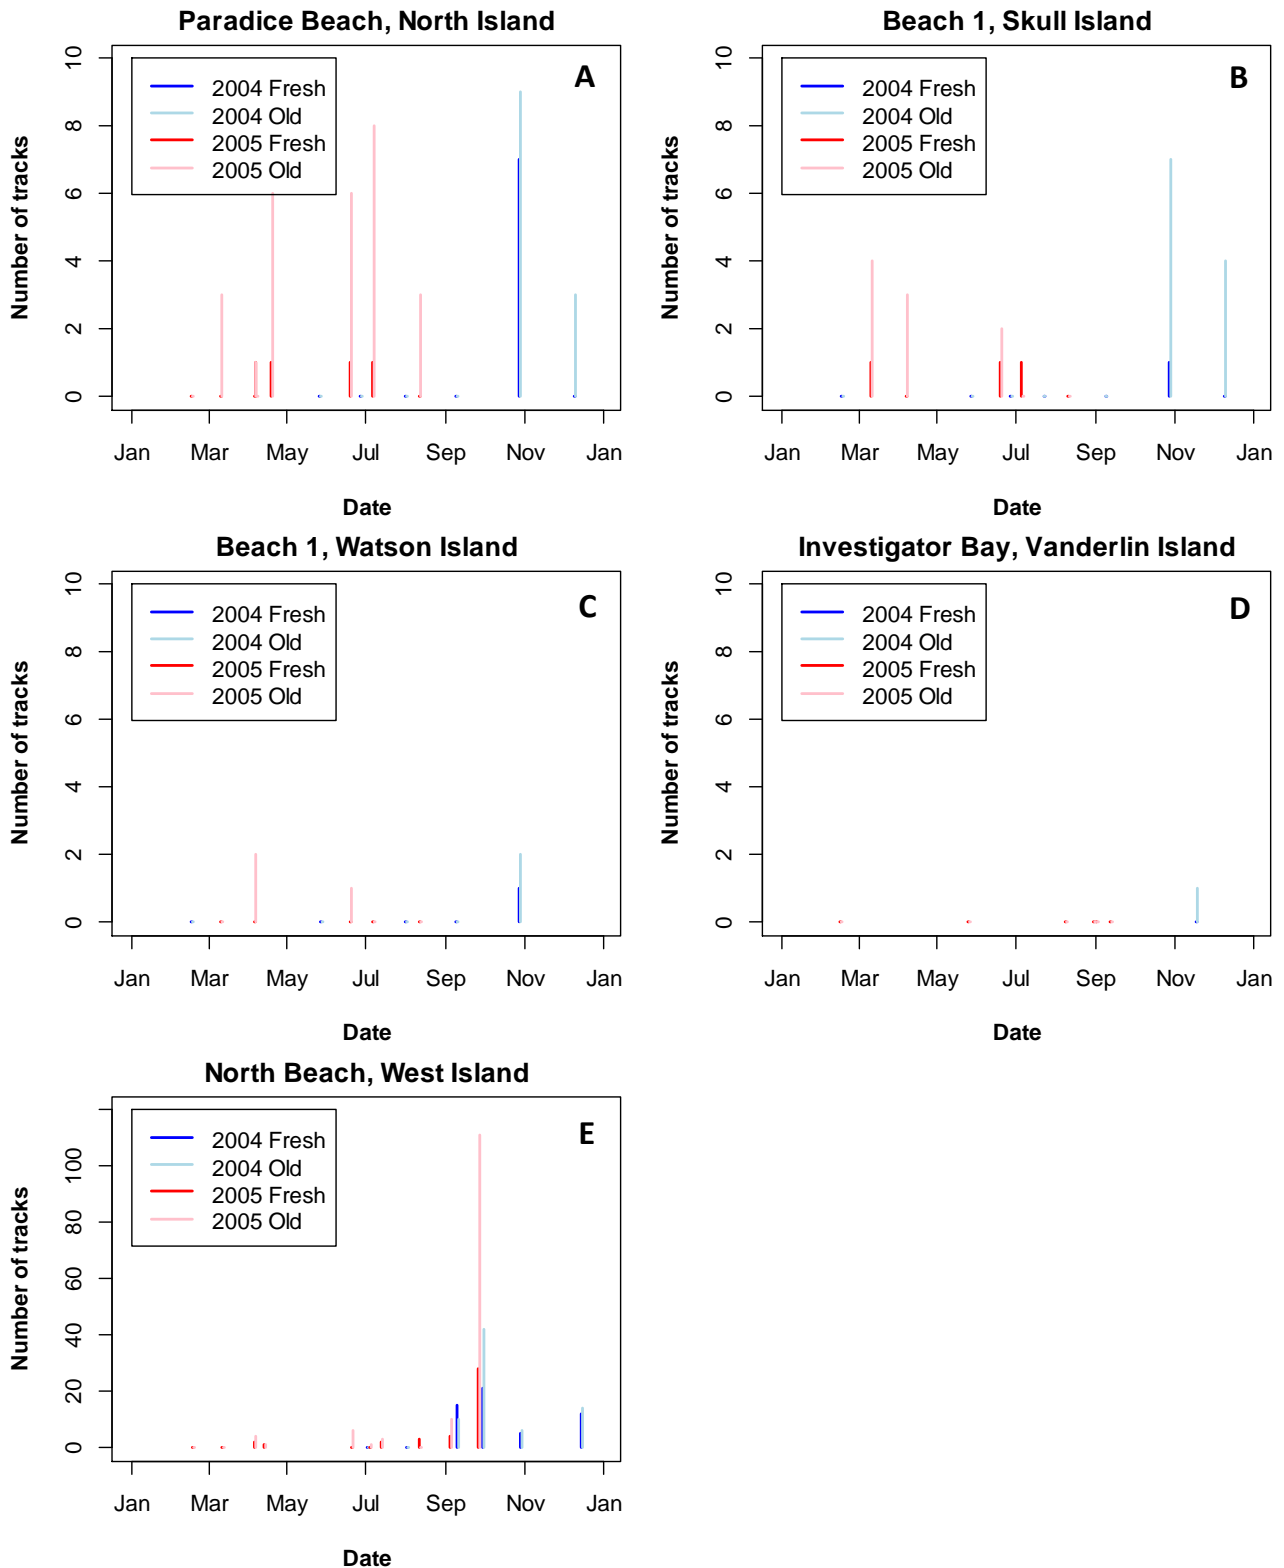 Paradice Beach, North Island
A
2004 Fresh
2004 Old
2005 Fresh
2005 Old
Number of tracks
0 2 4 6 8 10
Jan Mar May Jul Sep Nov Jan
Date
Beach 1, Skull Island
B
2004 Fresh
2004 Old
2005 Fresh
2005 Old
Number of tracks
0 2 4 6 8 10
Jan Mar May Jul Sep Nov Jan
Date
Beach 1, Watson Island
C
2004 Fresh
2004 Old
2005 Fresh
2005 Old
Number of tracks
0 2 4 6 8 10
Jan Mar May Jul Sep Nov Jan
Date
Investigator Bay, Vanderlin Island
D
2004 Fresh
2004 Old
2005 Fresh
2005 Old
Number of tracks
0 2 4 6 8 10
Jan Mar May Jul Sep Nov Jan
Date
North Beach, West Island
E
2004 Fresh
2004 Old
2005 Fresh
2005 Old
Number of tracks
0 20 40 60 80 100
Jan Mar May Jul Sep Nov Jan
Date